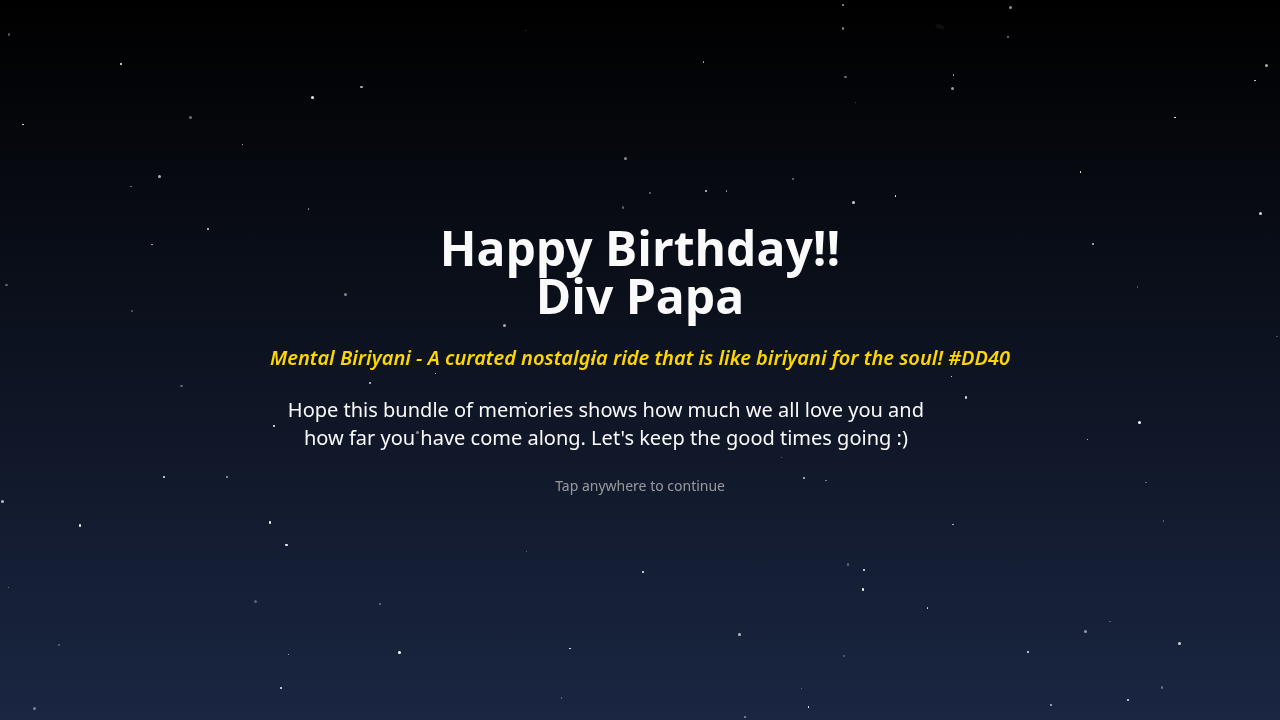 Happy Birthday!!
Div Papa
Mental Biriyani - A curated nostalgia ride that is like biriyani for the soul! #DD40
Hope this bundle of memories shows how much we all love you and
how far you have come along. Let's keep the good times going :)
Tap anywhere to continue